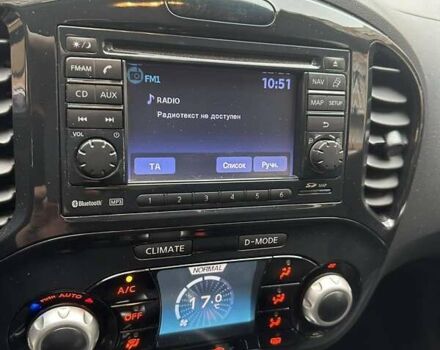 FM1
10:51
FM·AM
NAV
RADIO
CD AUX
Радиотекст не доступен
MAP SETUP
VOL
TA
Список
Ручн.
Bluetooth MP3
1 2 3 4 5 6
CLIMATE
D-MODE
NORMAL
AUTO
A/C
17.0